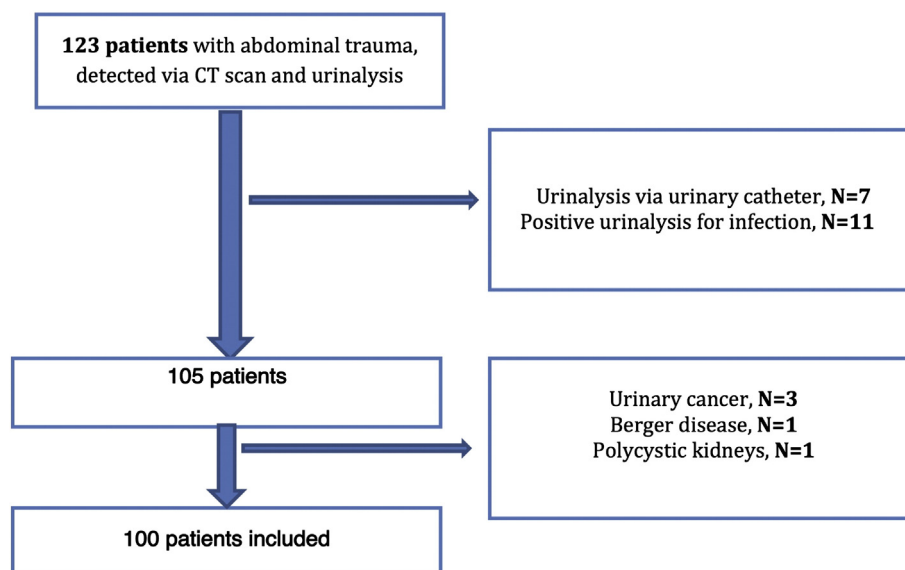 123 patients with abdominal trauma,
detected via CT scan and urinalysis
Urinalysis via urinary catheter, N=7
Positive urinalysis for infection, N=11
105 patients
Urinary cancer, N=3
Berger disease, N=1
Polycystic kidneys, N=1
100 patients included